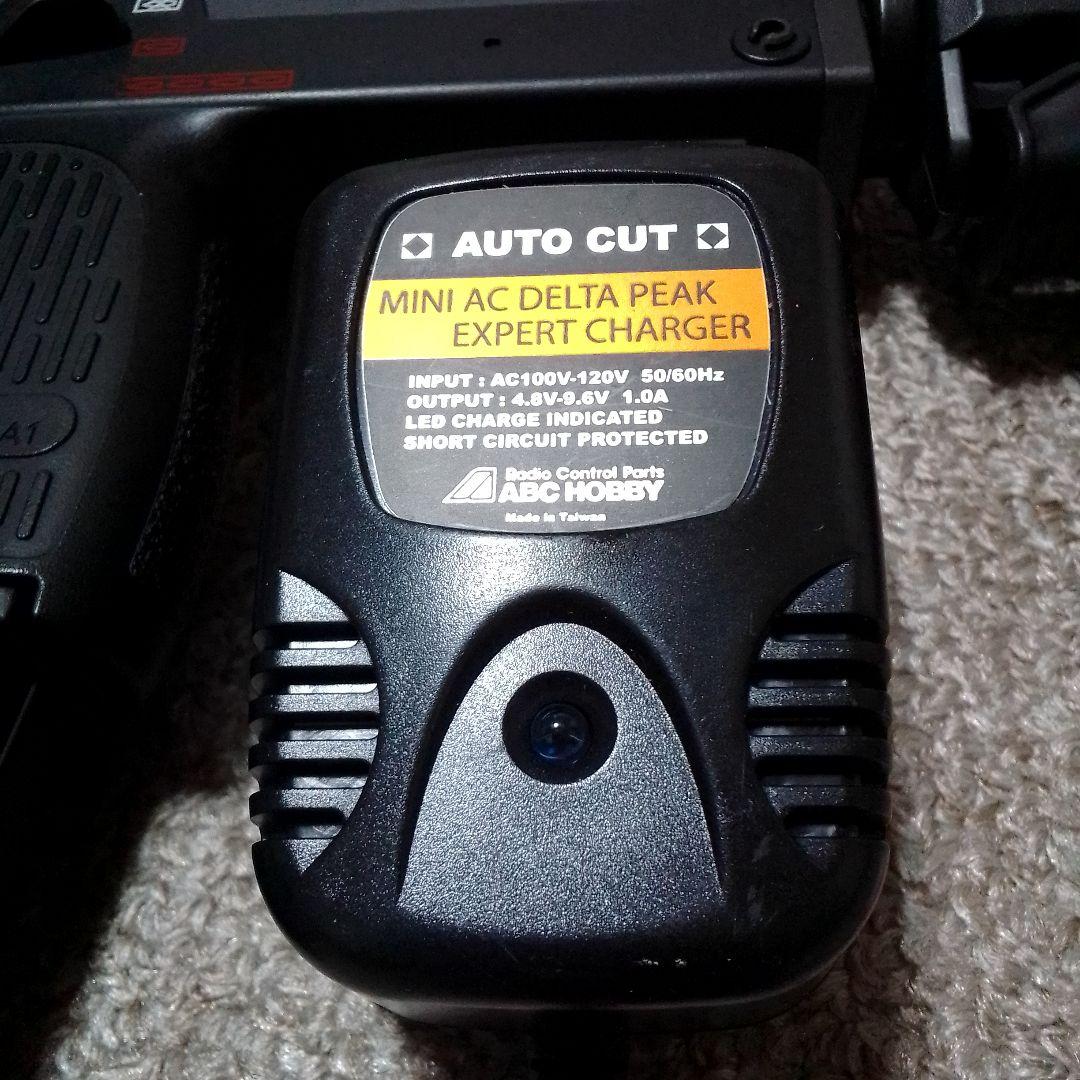 AUTO CUT
MINI AC DELTA PEAK
EXPERT CHARGER
INPUT : AC100V-120V 50/60Hz
OUTPUT : 4.8V-9.6V 1.0A
LED CHARGE INDICATED
SHORT CIRCUIT PROTECTED
Radio Control Parts
ABC HOBBY
Made in Taiwan
A1